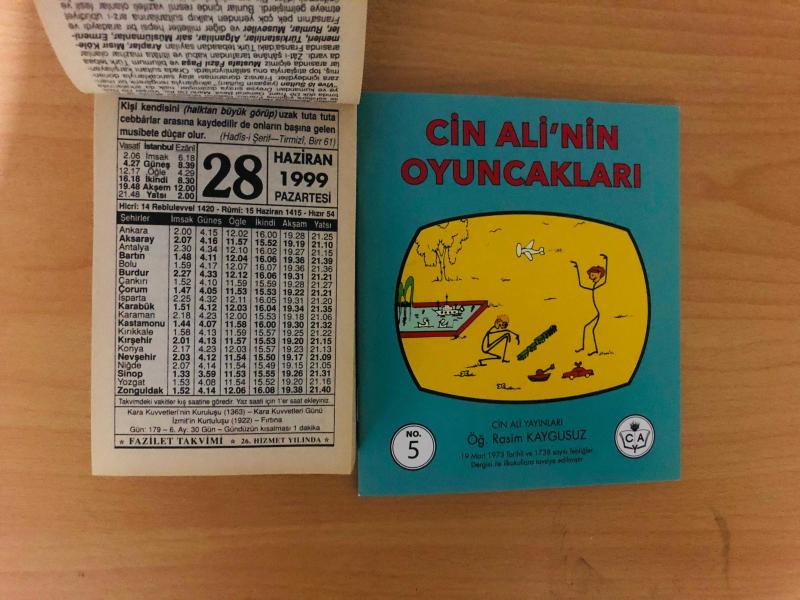 Kişi kendisini (halktan büyük görüp) uzak tuta tuta
cebbârlar arasına kaydedilir de onların başına gelen
musibete dûçar olur. (Hadîs-i Şerif—Tirmizî, Birr 61)
Vasatî İstanbul Ezânî
2.06 İmsak 6.18
4.27 Güneş 8.39
12.17 Öğle 4.29
16.18 İkindi 8.30
19.48 Akşam 12.00
21.48 Yatsı 2.00
28
HAZİRAN
1999
PAZARTESİ
Hicrî: 14 Rebîulevvel 1420 - Rûmî: 15 Haziran 1415 - Hızır 54
Şehirler İmsak Güneş Öğle İkindi Akşam Yatsı
Ankara 2.00 4.15 12.02 16.00 19.28 21.25
Aksaray 2.07 4.16 11.57 15.52 19.19 21.10
Antalya 2.30 4.34 12.10 16.02 19.27 21.15
Bartın 1.48 4.11 12.04 16.06 19.36 21.39
Bolu 1.59 4.17 12.07 16.07 19.36 21.36
Burdur 2.27 4.33 12.12 16.06 19.31 21.21
Çankırı 1.52 4.10 11.59 15.59 19.28 21.27
Çorum 1.47 4.05 11.53 15.53 19.22 21.21
Isparta 2.25 4.32 12.11 16.05 19.31 21.20
Karabük 1.51 4.12 12.03 16.04 19.34 21.35
Karaman 2.18 4.23 12.00 15.53 19.18 21.06
Kastamonu 1.44 4.07 11.58 16.00 19.30 21.32
Kırıkkale 1.58 4.13 11.59 15.57 19.25 21.22
Kırşehir 2.01 4.13 11.57 15.53 19.20 21.15
Konya 2.17 4.23 12.03 15.57 19.22 21.12
Nevşehir 2.03 4.12 11.54 15.50 19.17 21.09
Niğde 2.07 4.14 11.54 15.49 19.15 21.05
Sinop 1.33 3.59 11.53 15.55 19.26 21.31
Yozgat 1.53 4.08 11.54 15.52 19.20 21.16
Zonguldak 1.52 4.14 12.06 16.08 19.38 21.40
Takvimdeki vakitler kış saatine göredir. Yaz saati için 1'er saat ekleyiniz.
Kara Kuvvetleri'nin Kuruluşu (1363) – Kara Kuvvetleri Günü
İzmit'in Kurtuluşu (1922) – Fırtına
Gün: 179 – 6. Ay: 30 Gün – Gündüzün kısalması 1 dakika
★ FAZİLET TAKVİMİ ★ 26. HİZMET YILINDA ★
CİN ALİ'NİN
OYUNCAKLARI
CİN ALİ YAYINLARI
Öğ. Rasim KAYGUSUZ
19 Mart 1973 Tarihli ve 1738 sayılı Tebliğler
Dergisi ile ilkokullara tavsiye edilmiştir.
NO.
5
C A
Y